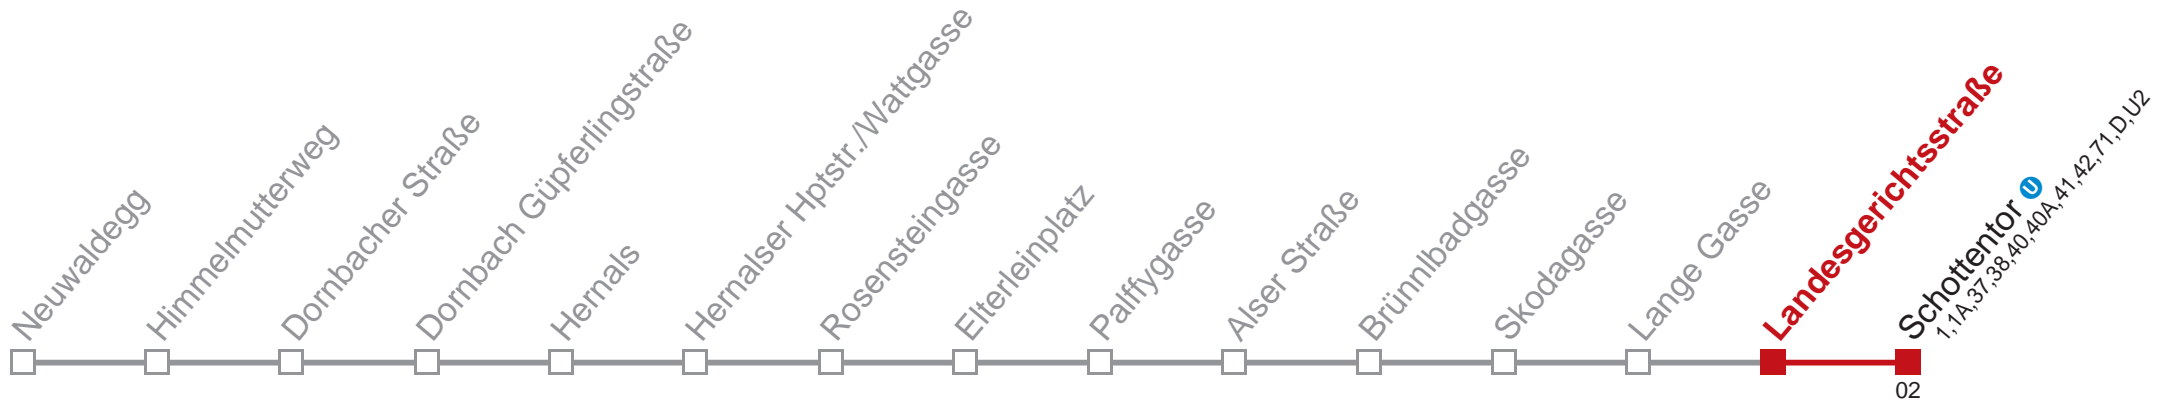 Neuwaldegg
Himmelmutterweg
Dornbacher Straße
Dornbach Güpferlingstraße
Hernals
Hernalser Hptstr./Wattgasse
Rosensteingasse
Elterleinplatz
Palffygasse
Alser Straße
Brünnlbadgasse
Skodagasse
Lange Gasse
Landesgerichtsstraße
Schottentor U
1,1A,37,38,40,40A,41,42,71,D,U2
02